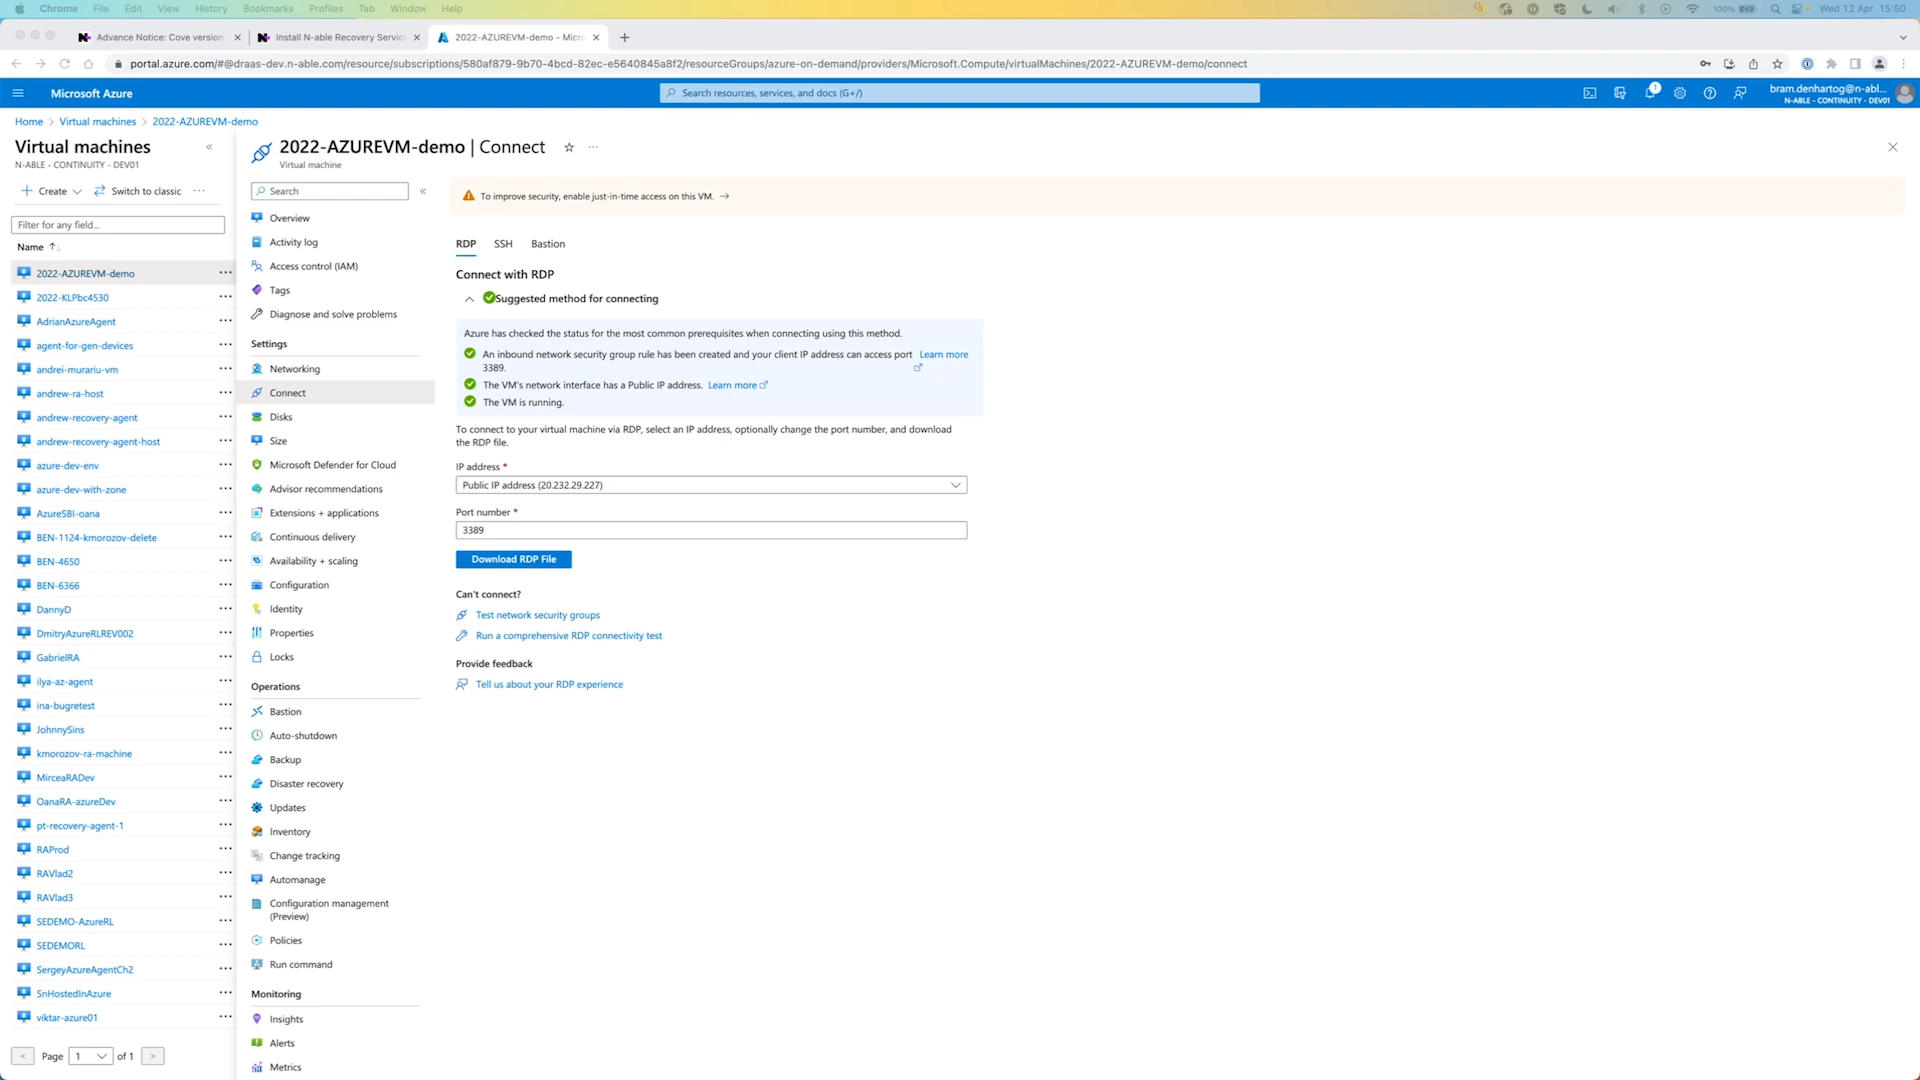 Chrome File Edit View History Bookmarks Profiles Tab Window Help 100% Wed 12 Apr 15:50
Advance Notice: Cove version Install N-able Recovery Service 2022-AZUREVM-demo - Micro
portal.azure.com/#@draas-dev.n-able.com/resource/subscriptions/580af879-9b70-4bcd-82ec-e5640845a8f2/resourceGroups/azure-on-demand/providers/Microsoft.Compute/virtualMachines/2022-AZUREVM-demo/connect
Microsoft Azure
Search resources, services, and docs (G+/)
1
bram.denhartog@n-abl...
N-ABLE - CONTINUITY - DEV01
Home > Virtual machines > 2022-AZUREVM-demo
Virtual machines
N-ABLE - CONTINUITY - DEV01
Create Switch to classic
Filter for any field...
Name
2022-AZUREVM-demo
2022-KLPbc4530
AdrianAzureAgent
agent-for-gen-devices
andrei-murariu-vm
andrew-ra-host
andrew-recovery-agent
andrew-recovery-agent-host
azure-dev-env
azure-dev-with-zone
AzureSBI-oana
BEN-1124-kmorozov-delete
BEN-4650
BEN-6366
DannyD
DmitryAzureRLREV002
GabrielRA
ilya-az-agent
ina-bugretest
JohnnySins
kmorozov-ra-machine
MirceaRADev
OanaRA-azureDev
pt-recovery-agent-1
RAProd
RAVlad2
RAVlad3
SEDEMO-AzureRL
SEDEMORL
SergeyAzureAgentCh2
SnHostedInAzure
viktar-azure01
< Page 1 of 1 >
2022-AZUREVM-demo | Connect
Virtual machine
Search
Overview
Activity log
Access control (IAM)
Tags
Diagnose and solve problems
Settings
Networking
Connect
Disks
Size
Microsoft Defender for Cloud
Advisor recommendations
Extensions + applications
Continuous delivery
Availability + scaling
Configuration
Identity
Properties
Locks
Operations
Bastion
Auto-shutdown
Backup
Disaster recovery
Updates
Inventory
Change tracking
Automanage
Configuration management
(Preview)
Policies
Run command
Monitoring
Insights
Alerts
Metrics
To improve security, enable just-in-time access on this VM. →
RDP SSH Bastion
Connect with RDP
Suggested method for connecting
Azure has checked the status for the most common prerequisites when connecting using this method.
An inbound network security group rule has been created and your client IP address can access port Learn more
3389.
The VM's network interface has a Public IP address. Learn more
The VM is running.
To connect to your virtual machine via RDP, select an IP address, optionally change the port number, and download
the RDP file.
IP address *
Public IP address (20.232.29.227)
Port number *
3389
Download RDP File
Can't connect?
Test network security groups
Run a comprehensive RDP connectivity test
Provide feedback
Tell us about your RDP experience